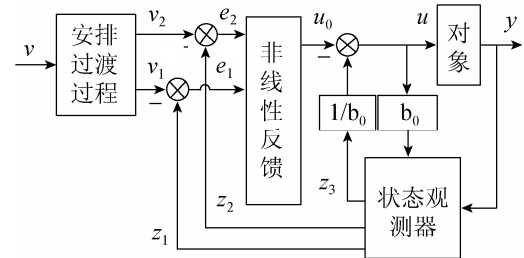 v
安排
过渡
过程
v₂
v₁
-
−
e₂
e₁
非
线
性
反
馈
u₀
−
u
对
象
y
1/b₀
b₀
z₃
状态观
测器
z₂
z₁